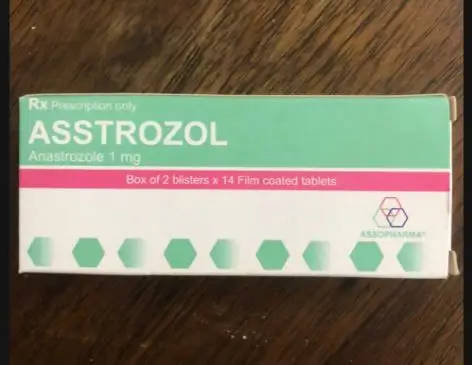 Rx Prescription only
ASSTROZOL
Anastrozole 1 mg
Box of 2 blisters x 14 Film coated tablets
ASSOPHARMA®